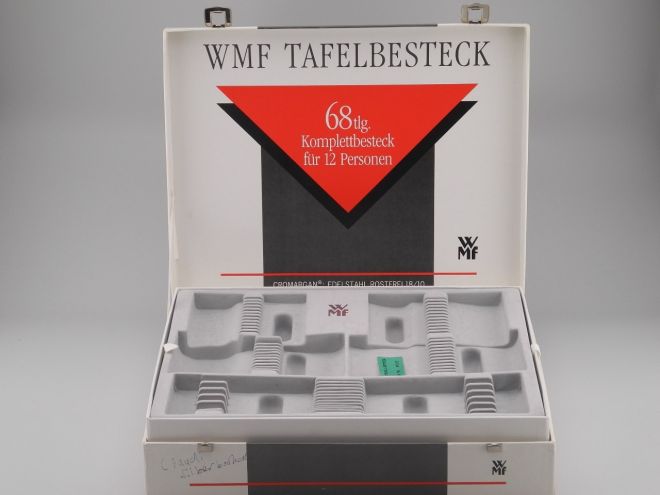 WMF TAFELBESTECK
68tlg.
Komplettbesteck
für 12 Personen
WMF
CROMARGAN®: EDELSTAHL ROSTFREI 18/10
WMF
WMF